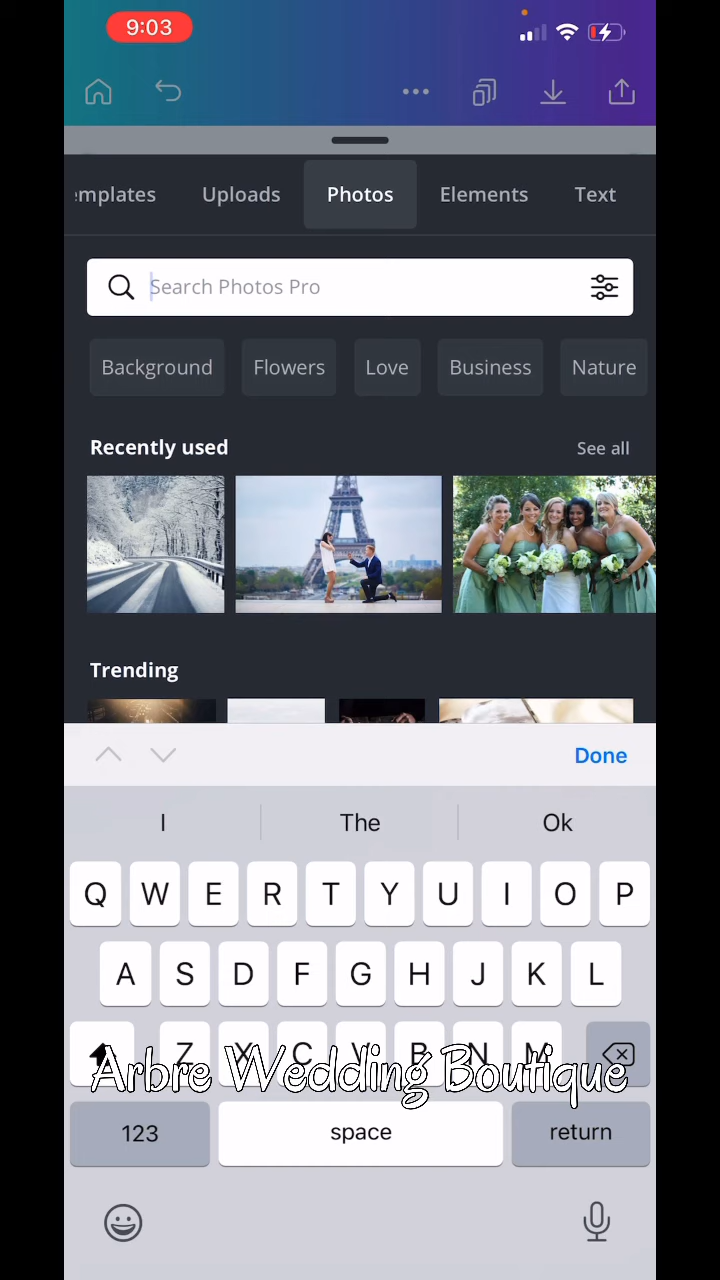 9:03
emplates Uploads Photos Elements Text
Search Photos Pro
Background Flowers Love Business Nature
Recently used See all
Trending
Done
I The Ok
Q W E R T Y U I O P
A S D F G H J K L
Z X C V B N M
Arbre Wedding Boutique
123 space return